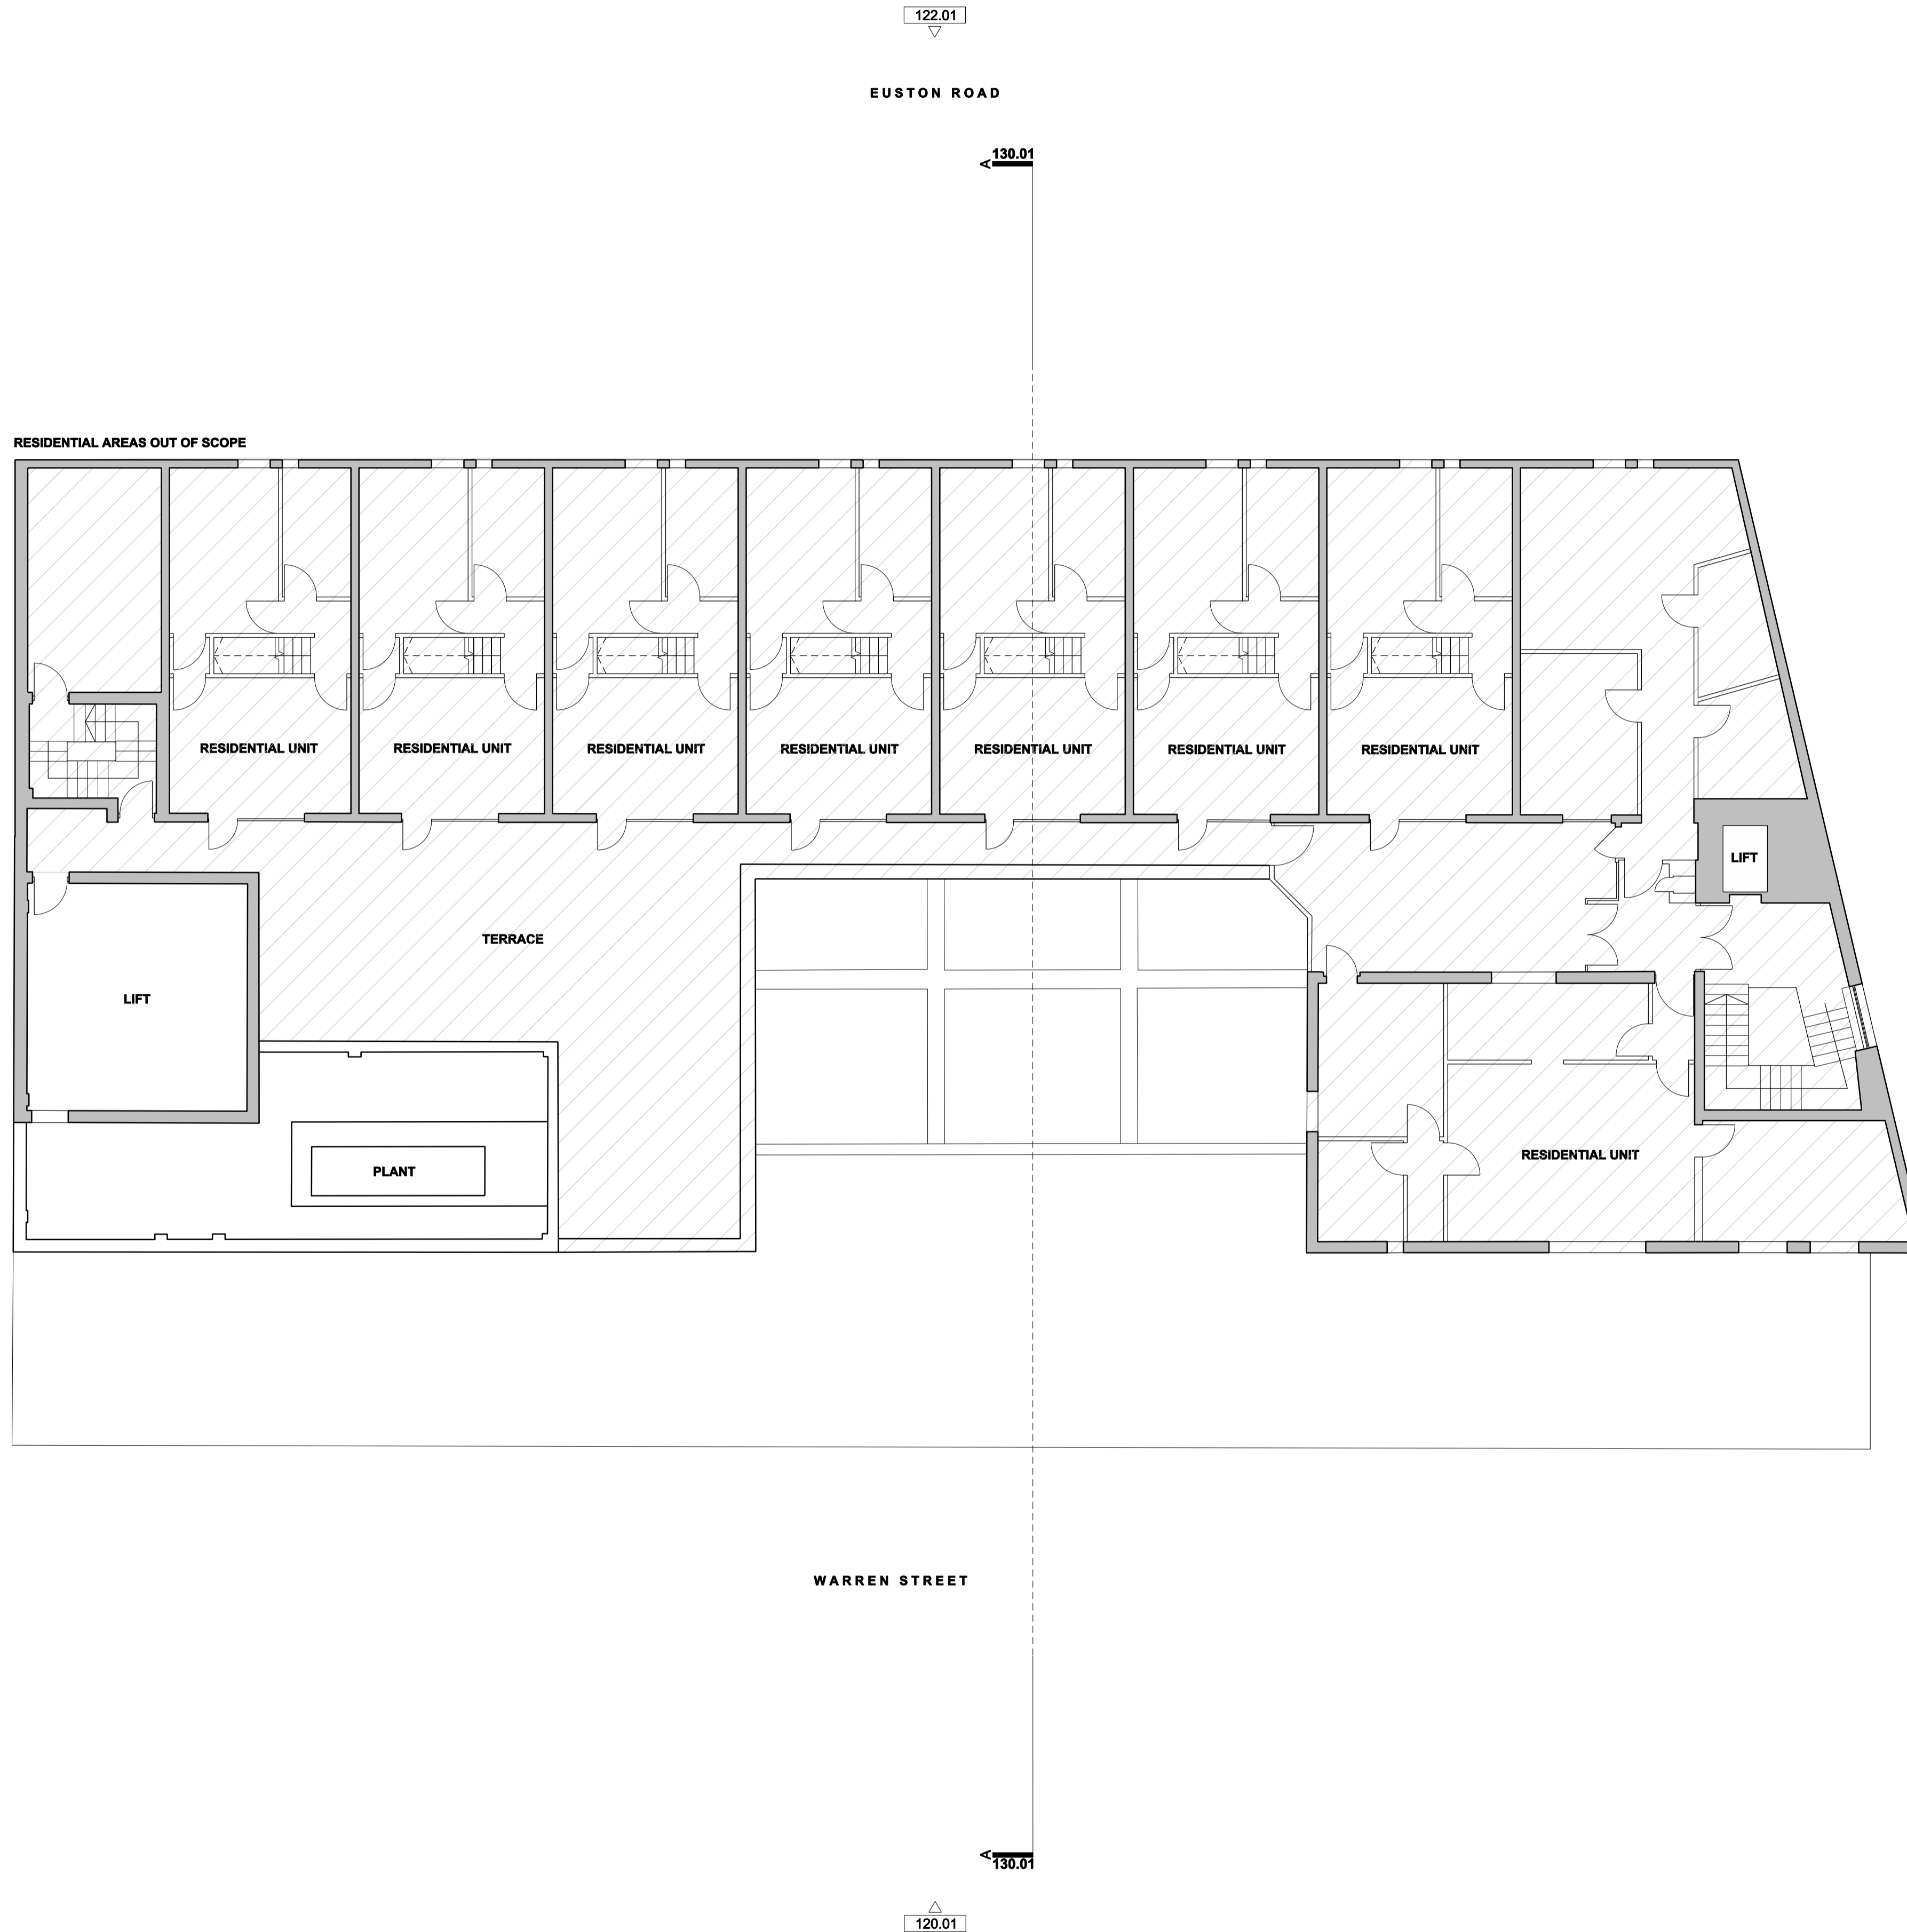 122.01
EUSTON ROAD
130.01
A
RESIDENTIAL AREAS OUT OF SCOPE
RESIDENTIAL UNIT
RESIDENTIAL UNIT
RESIDENTIAL UNIT
RESIDENTIAL UNIT
RESIDENTIAL UNIT
RESIDENTIAL UNIT
RESIDENTIAL UNIT
LIFT
TERRACE
LIFT
RESIDENTIAL UNIT
PLANT
WARREN STREET
A
130.01
120.01